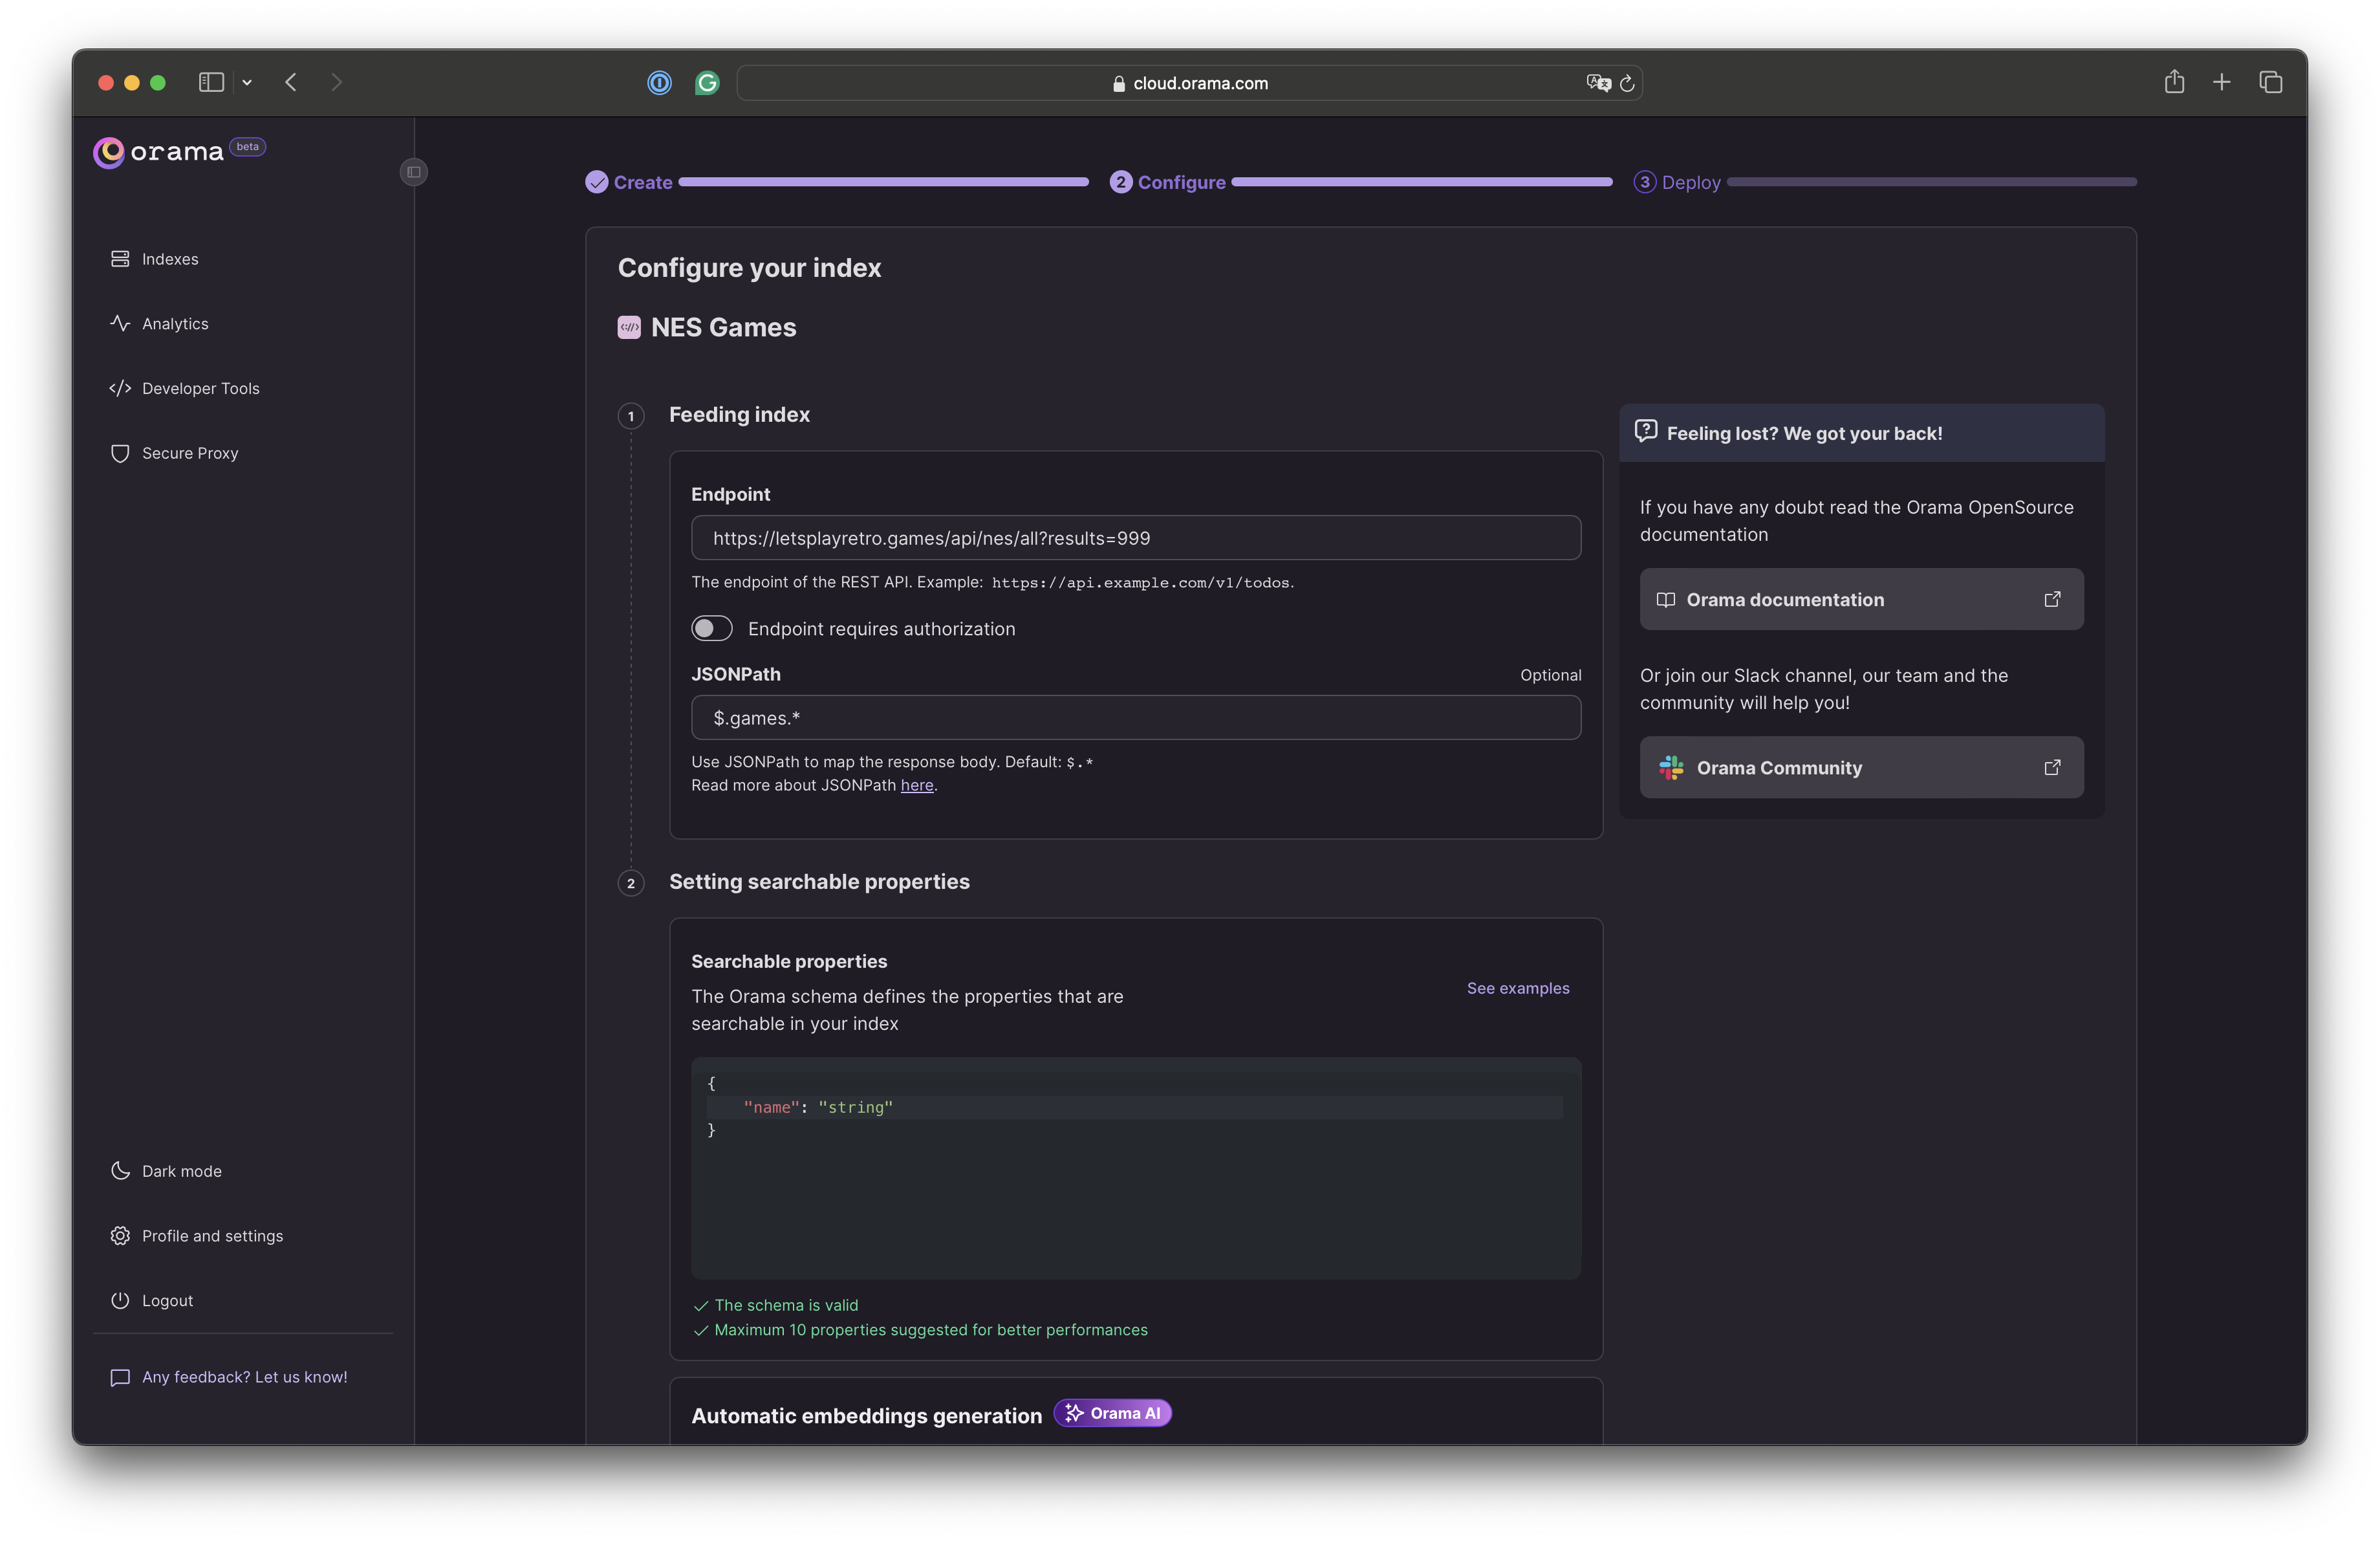 cloud.orama.com
orama beta
Indexes
Analytics
Developer Tools
Secure Proxy
Dark mode
Profile and settings
Logout
Any feedback? Let us know!
Create
2 Configure
3 Deploy
Configure your index
NES Games
1 Feeding index
Endpoint
https://letsplayretro.games/api/nes/all?results=999
The endpoint of the REST API. Example: https://api.example.com/v1/todos.
Endpoint requires authorization
JSONPath Optional
$.games.*
Use JSONPath to map the response body. Default: $.*
Read more about JSONPath here.
2 Setting searchable properties
Searchable properties
See examples
The Orama schema defines the properties that are
searchable in your index
{
"name": "string"
}
The schema is valid
Maximum 10 properties suggested for better performances
Automatic embeddings generation Orama AI
Feeling lost? We got your back!
If you have any doubt read the Orama OpenSource
documentation
Orama documentation
Or join our Slack channel, our team and the
community will help you!
Orama Community